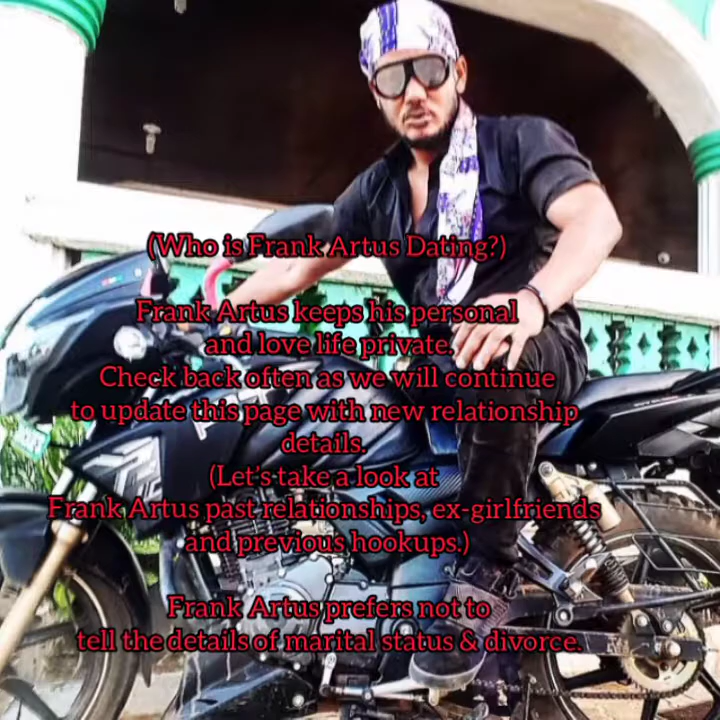 (Who is Frank Artus Dating?)
Frank Artus keeps his personal
and love life private.
Check back often as we will continue
to update this page with new relationship
details.
(Let's take a look at
Frank Artus past relationships, ex-girlfriends
and previous hookups.)
Frank Artus prefers not to
tell the details of marital status & divorce.